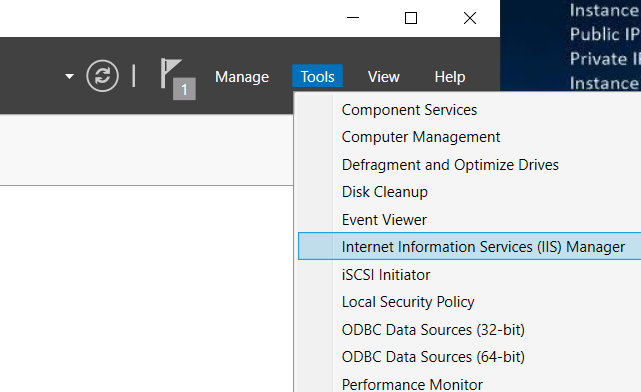 Instance
Public IP
Private I
Instance
1
Manage Tools View Help
Component Services
Computer Management
Defragment and Optimize Drives
Disk Cleanup
Event Viewer
Internet Information Services (IIS) Manager
iSCSI Initiator
Local Security Policy
ODBC Data Sources (32-bit)
ODBC Data Sources (64-bit)
Performance Monitor